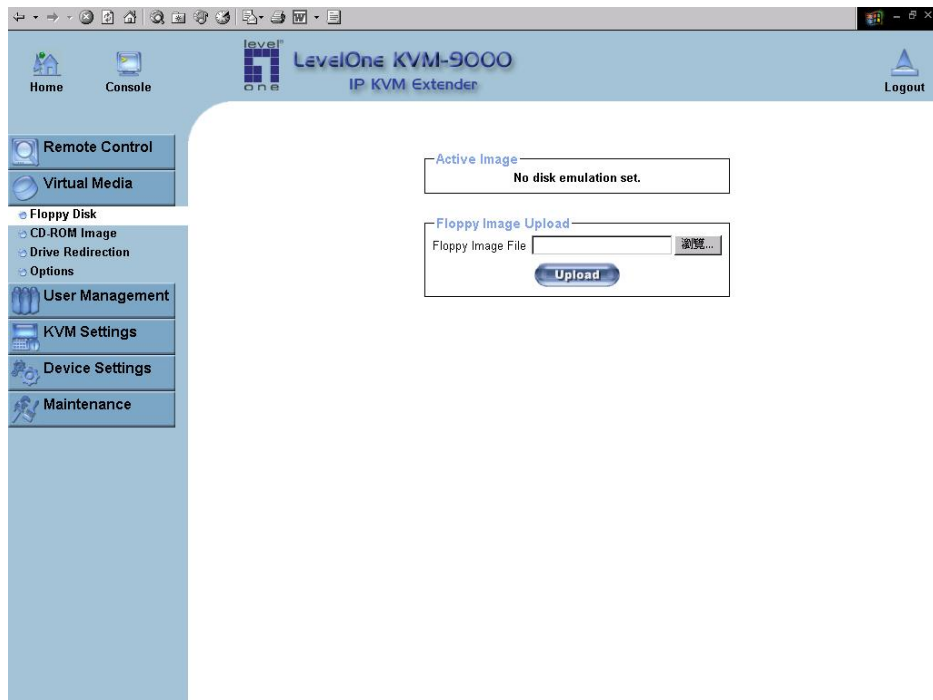 level
one
LevelOne KVM-9000
IP KVM Extender
Home
Console
Logout
Remote Control
Virtual Media
Floppy Disk
CD-ROM Image
Drive Redirection
Options
User Management
KVM Settings
Device Settings
Maintenance
Active Image
No disk emulation set.
Floppy Image Upload
Floppy Image File
瀏覽...
Upload